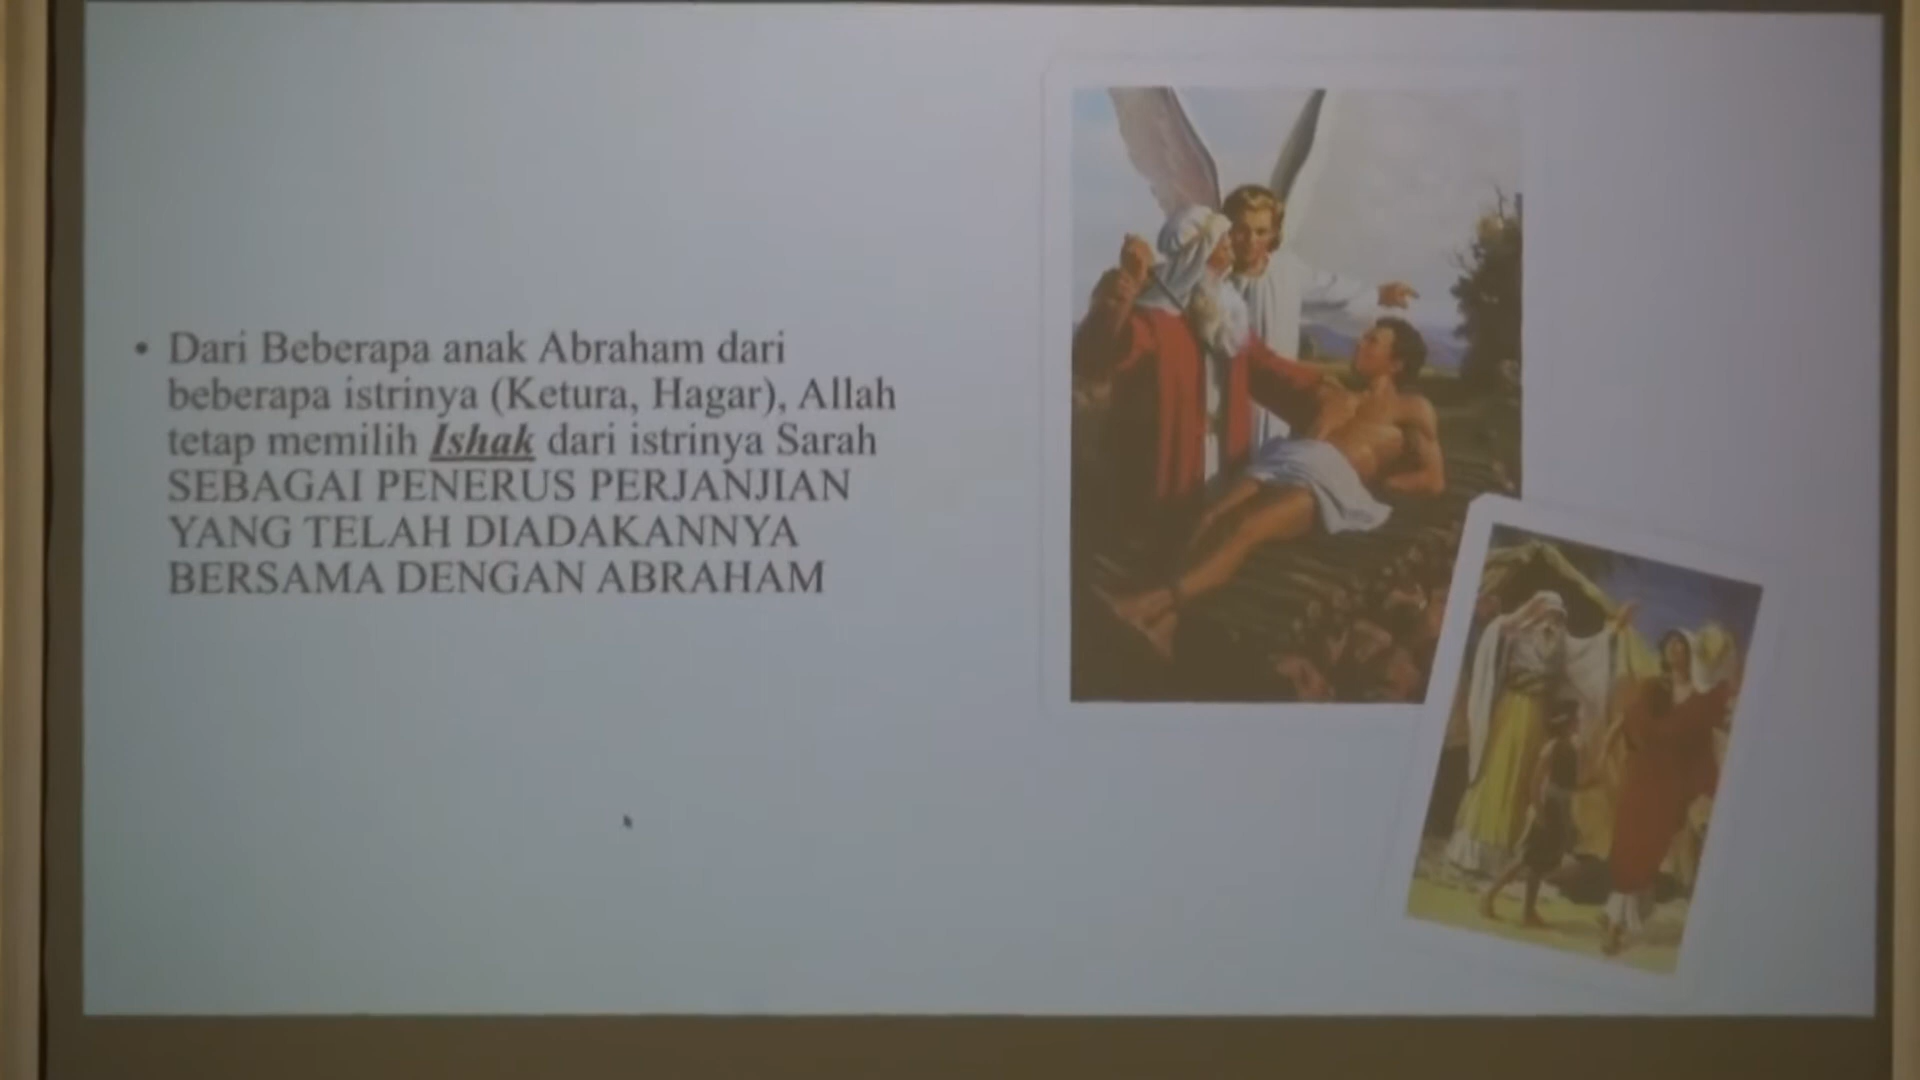 • Dari Beberapa anak Abraham dari
beberapa istrinya (Ketura, Hagar), Allah
tetap memilih Ishak dari istrinya Sarah
SEBAGAI PENERUS PERJANJIAN
YANG TELAH DIADAKANNYA
BERSAMA DENGAN ABRAHAM